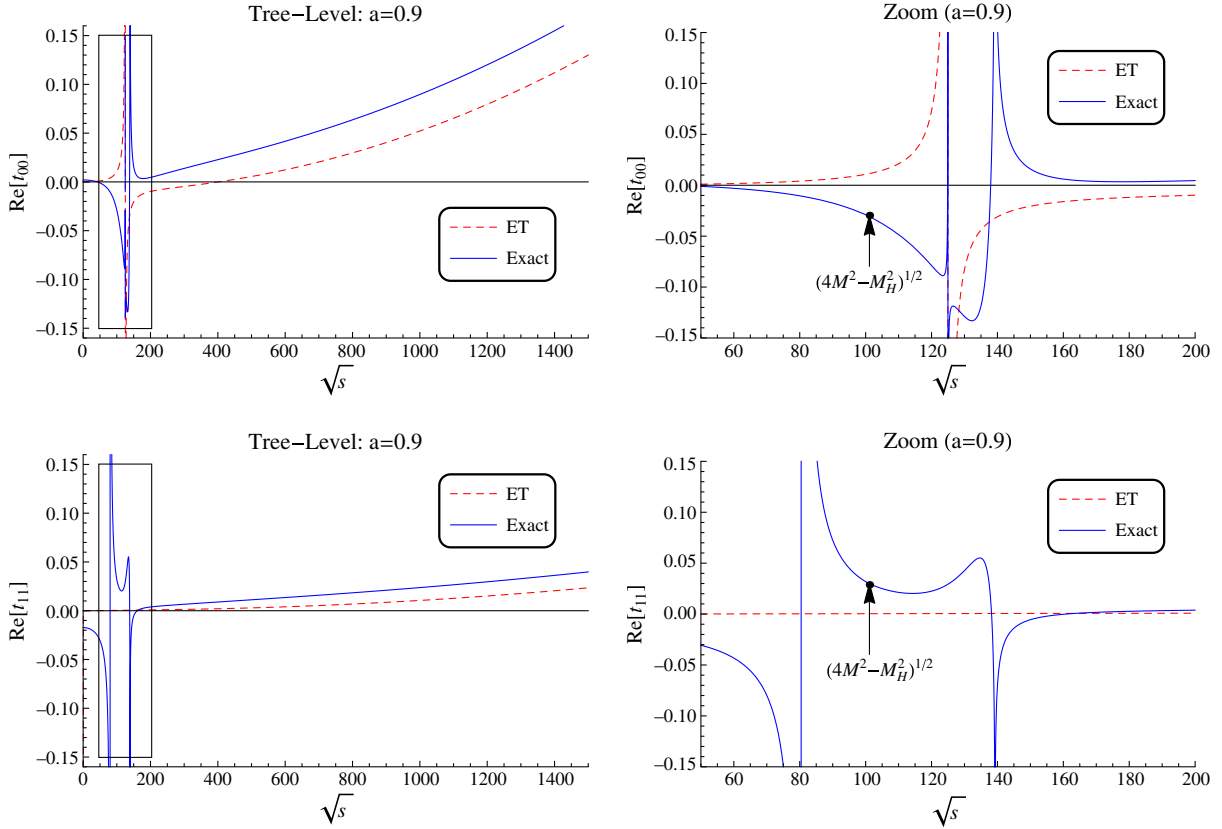 Tree−Level: a=0.9
0.15
0.10
0.05
0.00
−0.05
−0.10
−0.15
Re[t₀₀]
ET
Exact
0 200 400 600 800 1000 1200 1400
√s
Zoom (a=0.9)
0.15
0.10
0.05
0.00
−0.05
−0.10
−0.15
Re[t₀₀]
ET
Exact
(4M²−M_H²)^1/2
60 80 100 120 140 160 180 200
√s
Tree−Level: a=0.9
0.15
0.10
0.05
0.00
−0.05
−0.10
−0.15
Re[t₁₁]
ET
Exact
0 200 400 600 800 1000 1200 1400
√s
Zoom (a=0.9)
0.15
0.10
0.05
0.00
−0.05
−0.10
−0.15
Re[t₁₁]
ET
Exact
(4M²−M_H²)^1/2
60 80 100 120 140 160 180 200
√s